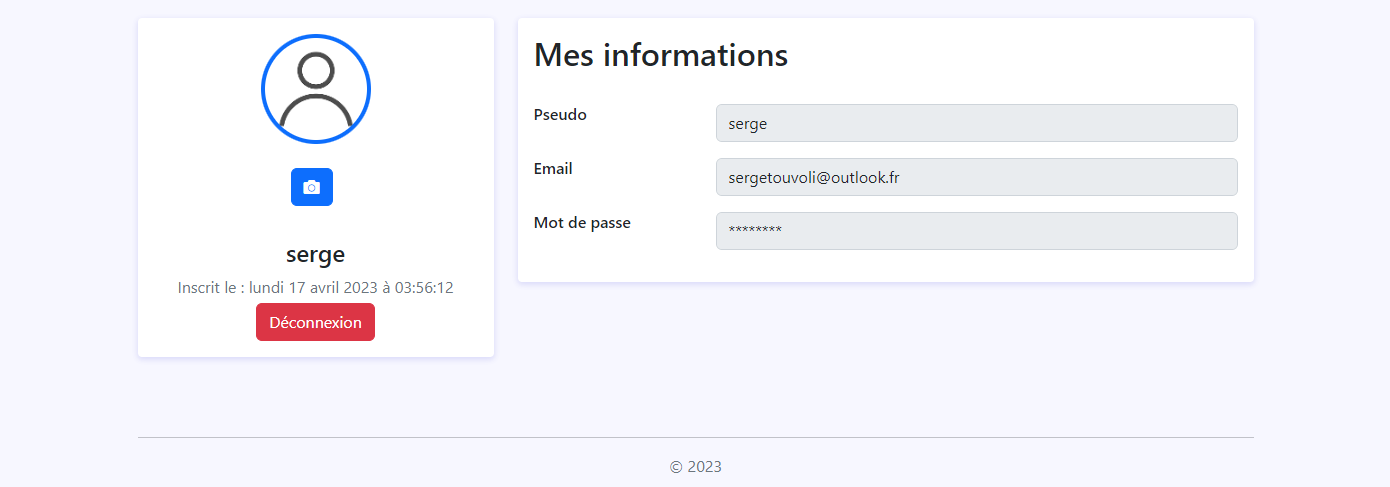 serge
Inscrit le : lundi 17 avril 2023 à 03:56:12
Déconnexion
Mes informations
Pseudo
serge
Email
sergetouvoli@outlook.fr
Mot de passe
********
© 2023